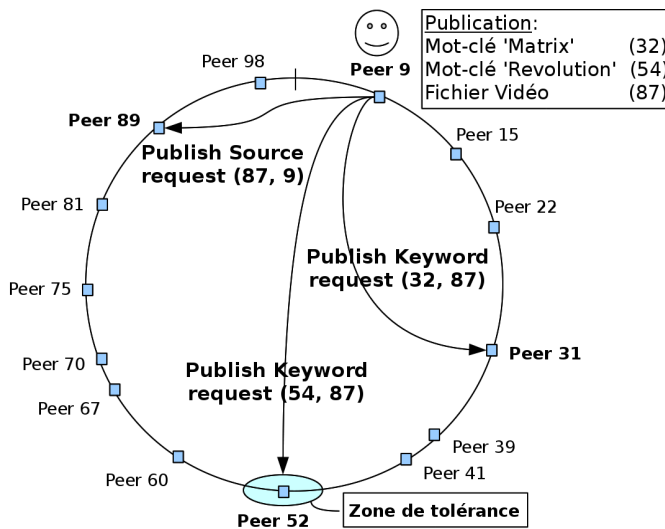 Publication:
Mot-clé 'Matrix' (32)
Mot-clé 'Revolution' (54)
Fichier Vidéo (87)
Peer 98
Peer 9
Peer 89
Peer 15
Publish Source
request (87, 9)
Peer 81
Peer 22
Publish Keyword
request (32, 87)
Peer 75
Peer 31
Peer 70
Publish Keyword
request (54, 87)
Peer 67
Peer 39
Peer 41
Peer 60
Zone de tolérance
Peer 52